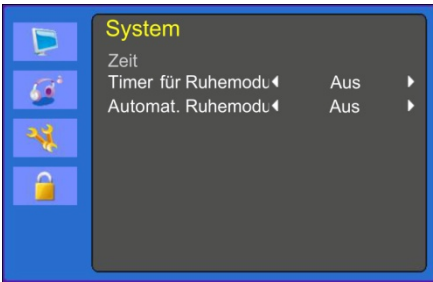 System
Zeit
Timer für Ruhemodu Aus
Automat. Ruhemodu Aus